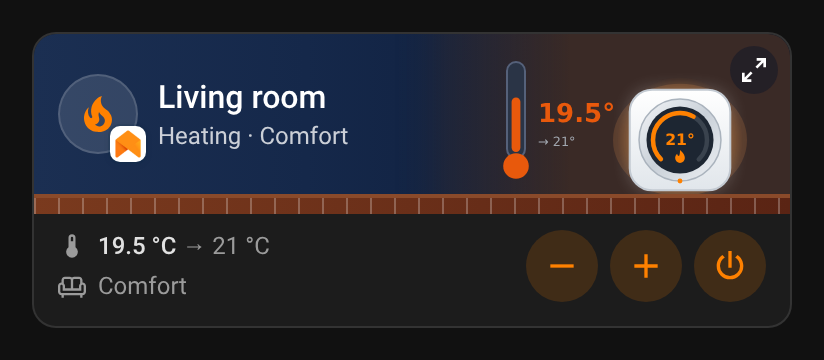 Living room
Heating · Comfort
19.5°
→ 21°
21°
19.5 °C → 21 °C
Comfort